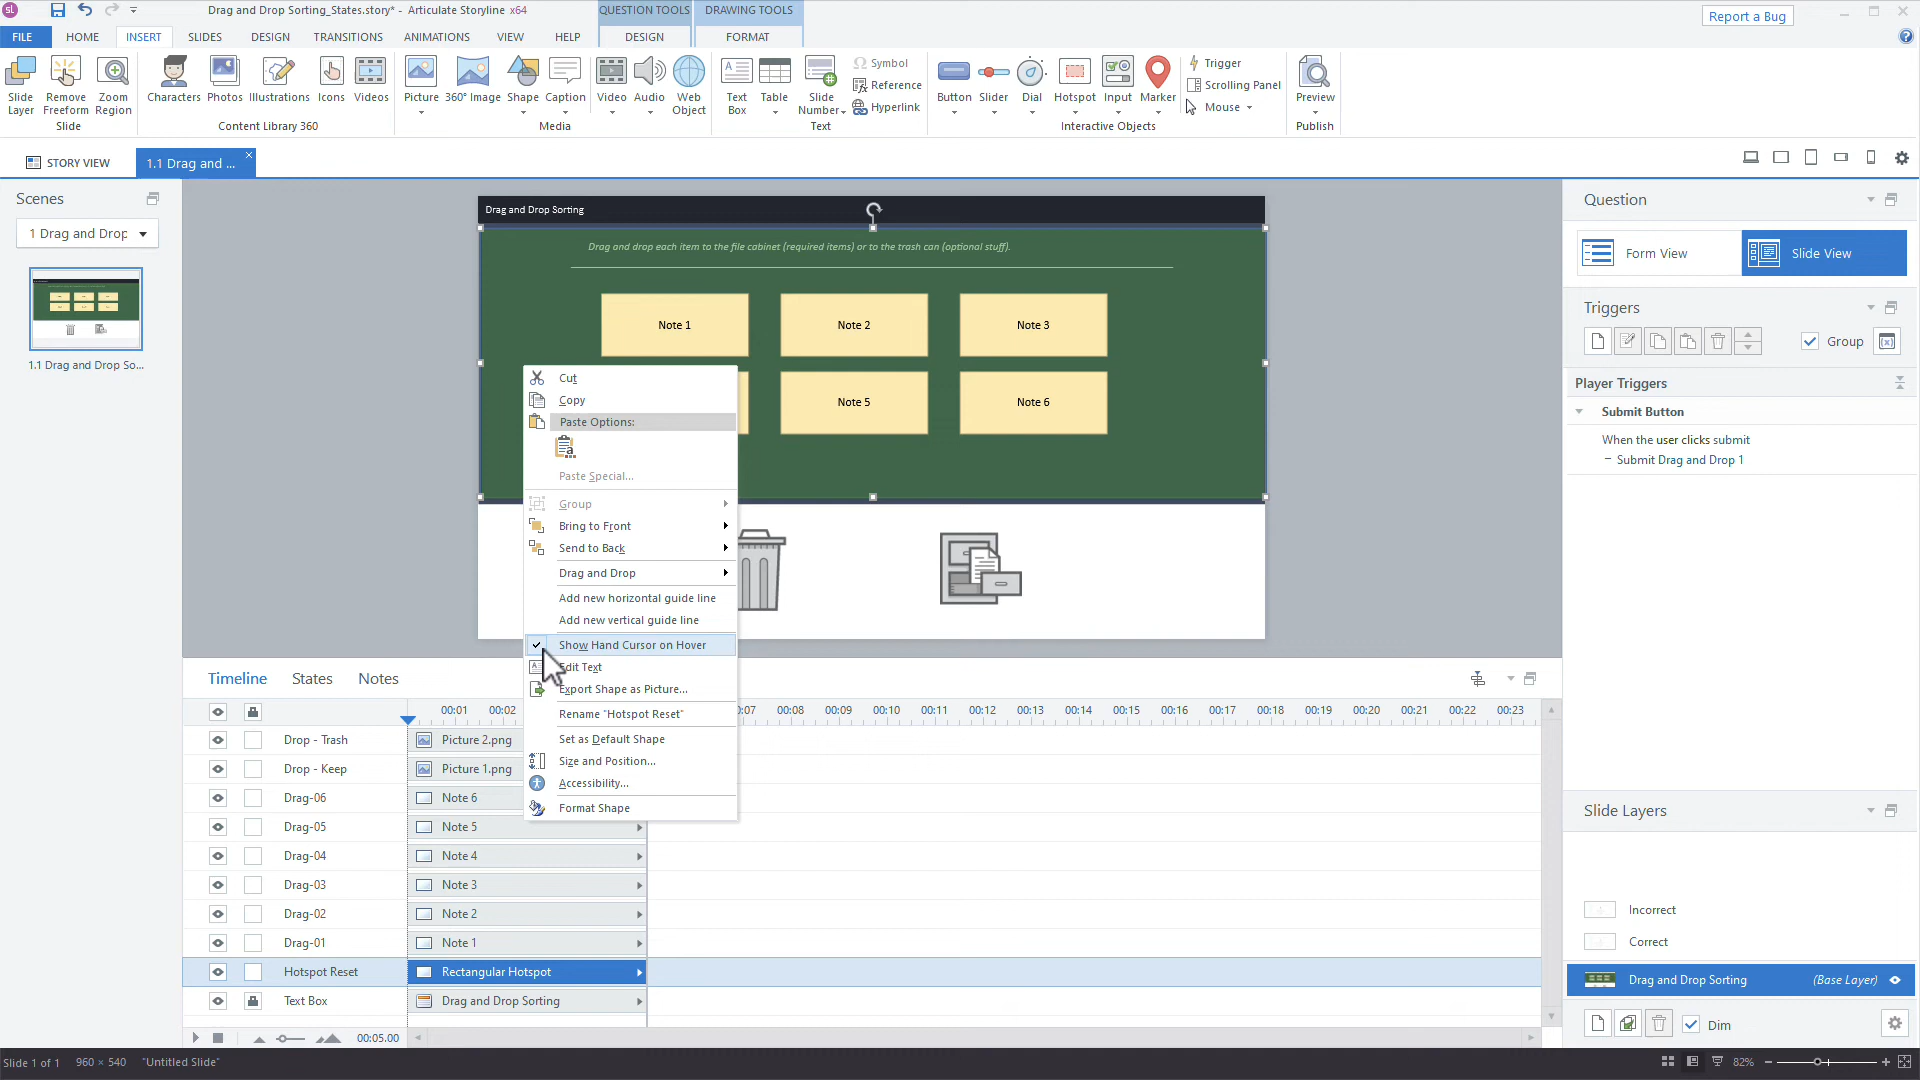 Drag and Drop Sorting_States.story* - Articulate Storyline x64
QUESTION TOOLS
DRAWING TOOLS
Report a Bug
FILE
HOME
INSERT
SLIDES
DESIGN
TRANSITIONS
ANIMATIONS
VIEW
HELP
DESIGN
FORMAT
Slide Layer
Remove Freeform
Zoom Region
Slide
Characters
Photos
Illustrations
Icons
Videos
Content Library 360
Picture
360° Image
Shape
Caption
Video
Audio
Web Object
Media
Text Box
Table
Slide Number
Symbol
Reference
Hyperlink
Text
Button
Slider
Dial
Hotspot
Input
Marker
Trigger
Scrolling Panel
Mouse
Interactive Objects
Preview
Publish
STORY VIEW
1.1 Drag and ...
Scenes
1 Drag and Drop
1.1 Drag and Drop So...
Drag and Drop Sorting
Drag and drop each item to the file cabinet (required items) or to the trash can (optional stuff).
Note 1
Note 2
Note 3
Note 5
Note 6
Cut
Copy
Paste Options:
Paste Special...
Group
Bring to Front
Send to Back
Drag and Drop
Add new horizontal guide line
Add new vertical guide line
Show Hand Cursor on Hover
Edit Text
Export Shape as Picture...
Rename "Hotspot Reset"
Set as Default Shape
Size and Position...
Accessibility...
Format Shape
Question
Form View
Slide View
Triggers
Group
Player Triggers
Submit Button
When the user clicks submit
Submit Drag and Drop 1
Slide Layers
Incorrect
Correct
Drag and Drop Sorting
(Base Layer)
Dim
Timeline
States
Notes
00:01
00:02
:07
00:08
00:09
00:10
00:11
00:12
00:13
00:14
00:15
00:16
00:17
00:18
00:19
00:20
00:21
00:22
00:23
Drop - Trash
Picture 2.png
Drop - Keep
Picture 1.png
Drag-06
Note 6
Drag-05
Note 5
Drag-04
Note 4
Drag-03
Note 3
Drag-02
Note 2
Drag-01
Note 1
Hotspot Reset
Rectangular Hotspot
Text Box
Drag and Drop Sorting
00:05.00
Slide 1 of 1
960 × 540
"Untitled Slide"
82%